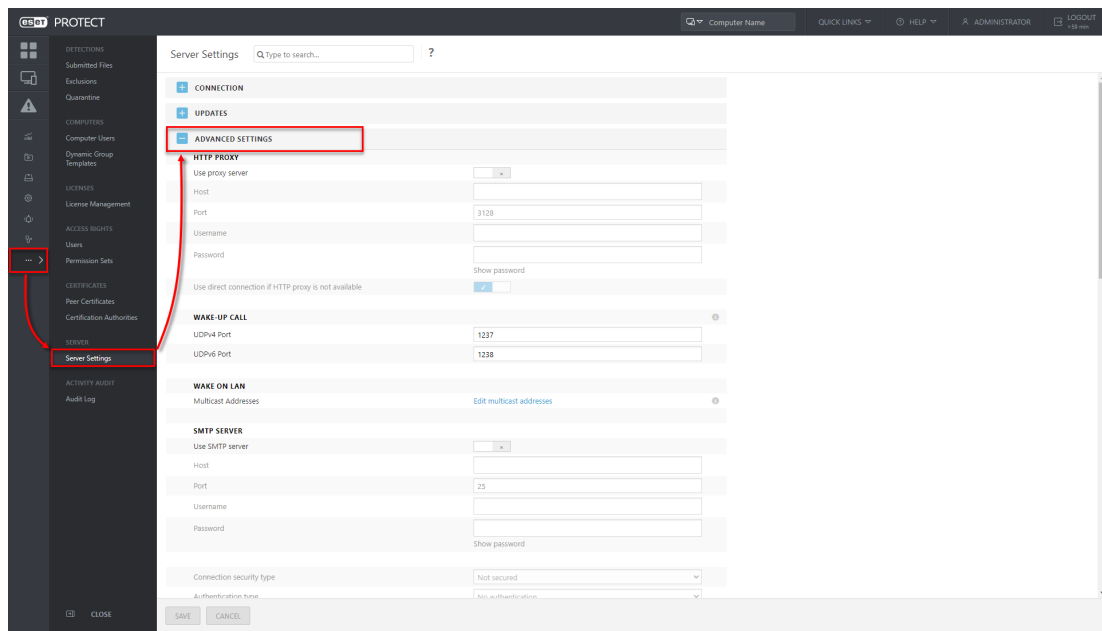 eset PROTECT
Computer Name
QUICK LINKS
HELP
ADMINISTRATOR
LOGOUT
>59 min
DETECTIONS
Submitted Files
Exclusions
Quarantine
COMPUTERS
Computer Users
Dynamic Group
Templates
LICENSES
License Management
ACCESS RIGHTS
Users
Permission Sets
CERTIFICATES
Peer Certificates
Certification Authorities
SERVER
Server Settings
ACTIVITY AUDIT
Audit Log
CLOSE
Server Settings
Type to search...
?
CONNECTION
UPDATES
ADVANCED SETTINGS
HTTP PROXY
Use proxy server
Host
Port 3128
Username
Password
Show password
Use direct connection if HTTP proxy is not available
WAKE-UP CALL
UDPv4 Port 1237
UDPv6 Port 1238
WAKE ON LAN
Multicast Addresses Edit multicast addresses
SMTP SERVER
Use SMTP server
Host
Port 25
Username
Password
Show password
Connection security type Not secured
Authentication type No authentication
SAVE CANCEL